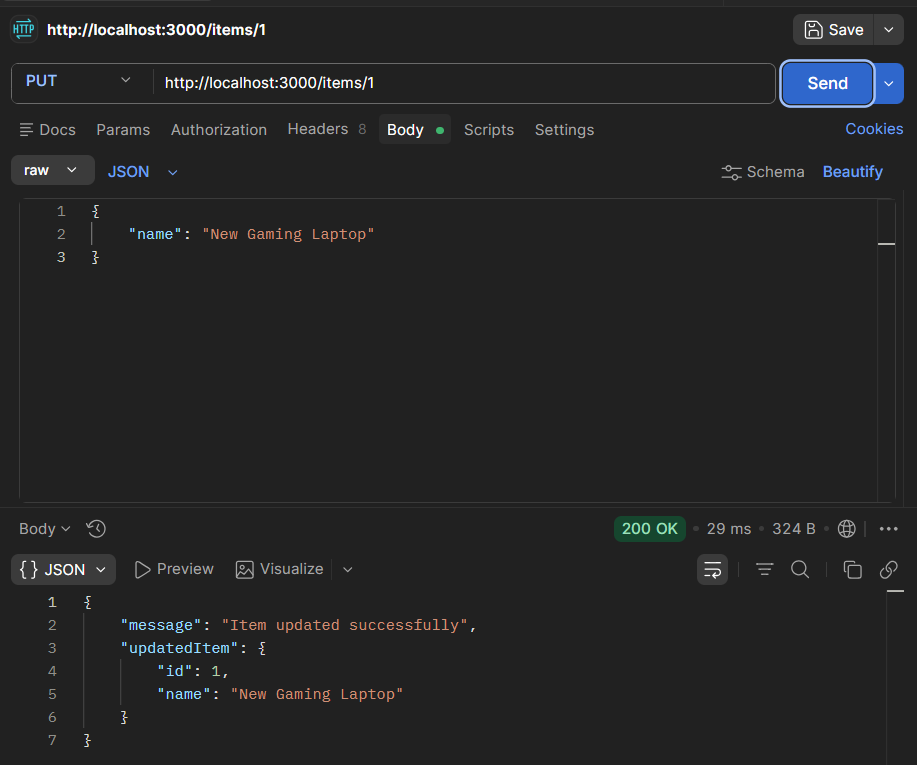 HTTP http://localhost:3000/items/1 Save
PUT http://localhost:3000/items/1 Send
Docs Params Authorization Headers 8 Body Scripts Settings Cookies
raw JSON Schema Beautify
1 {
2 "name": "New Gaming Laptop"
3 }
Body 200 OK 29 ms 324 B
{} JSON Preview Visualize
1 {
2 "message": "Item updated successfully",
3 "updatedItem": {
4 "id": 1,
5 "name": "New Gaming Laptop"
6 }
7 }